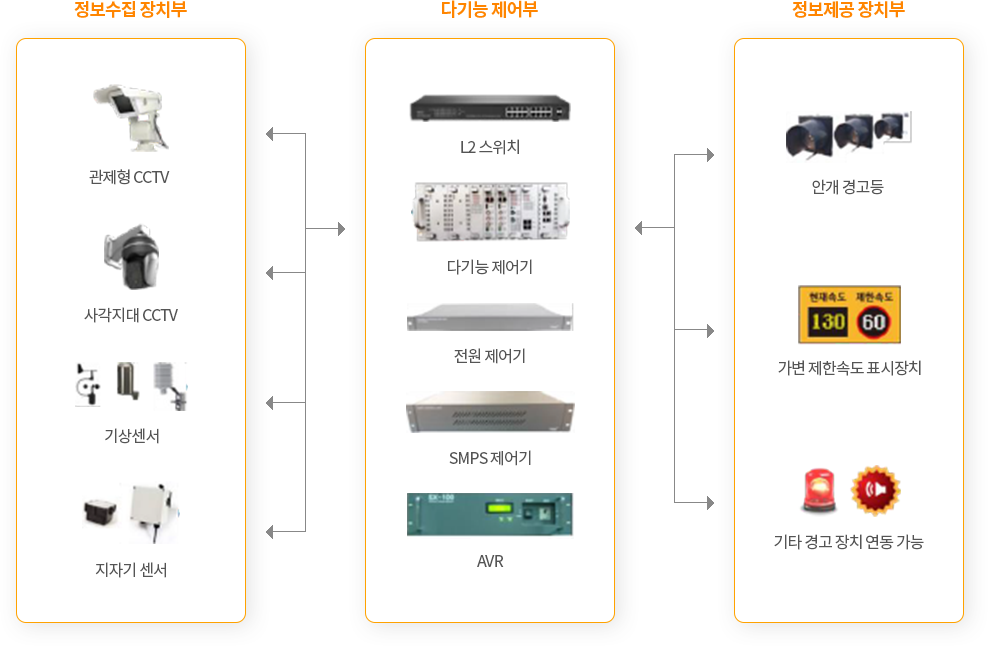 정보수집 장치부
다기능 제어부
정보제공 장치부
관제형 CCTV
사각지대 CCTV
기상센서
지자기 센서
L2 스위치
다기능 제어기
전원 제어기
SMPS 제어기
EX-100
AVR
안개 경고등
현재속도 제한속도
130 60
가변 제한속도 표시장치
기타 경고 장치 연동 가능